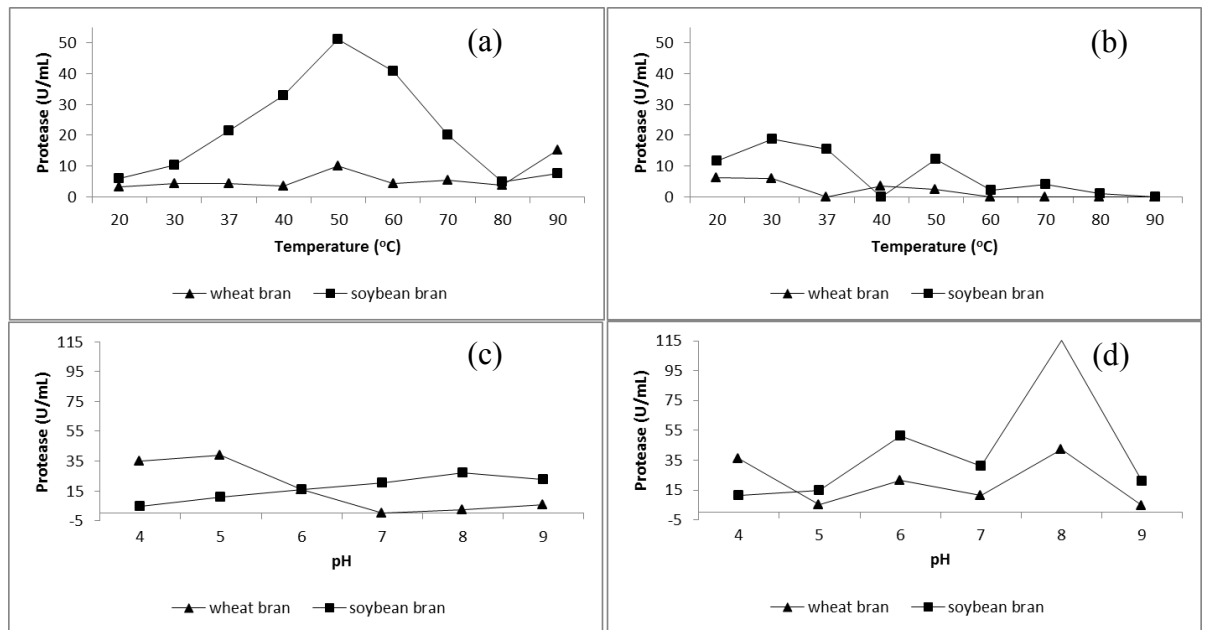 (a)
Protease (U/mL)
50
40
30
20
10
0
20 30 37 40 50 60 70 80 90
Temperature (ºC)
wheat bran soybean bran
(b)
Protease (U/mL)
50
40
30
20
10
0
20 30 37 40 50 60 70 80 90
Temperature (ºC)
wheat bran soybean bran
(c)
Protease (U/mL)
115
95
75
55
35
15
-5
4 5 6 7 8 9
pH
wheat bran soybean bran
(d)
Protease (U/mL)
115
95
75
55
35
15
-5
4 5 6 7 8 9
pH
wheat bran soybean bran